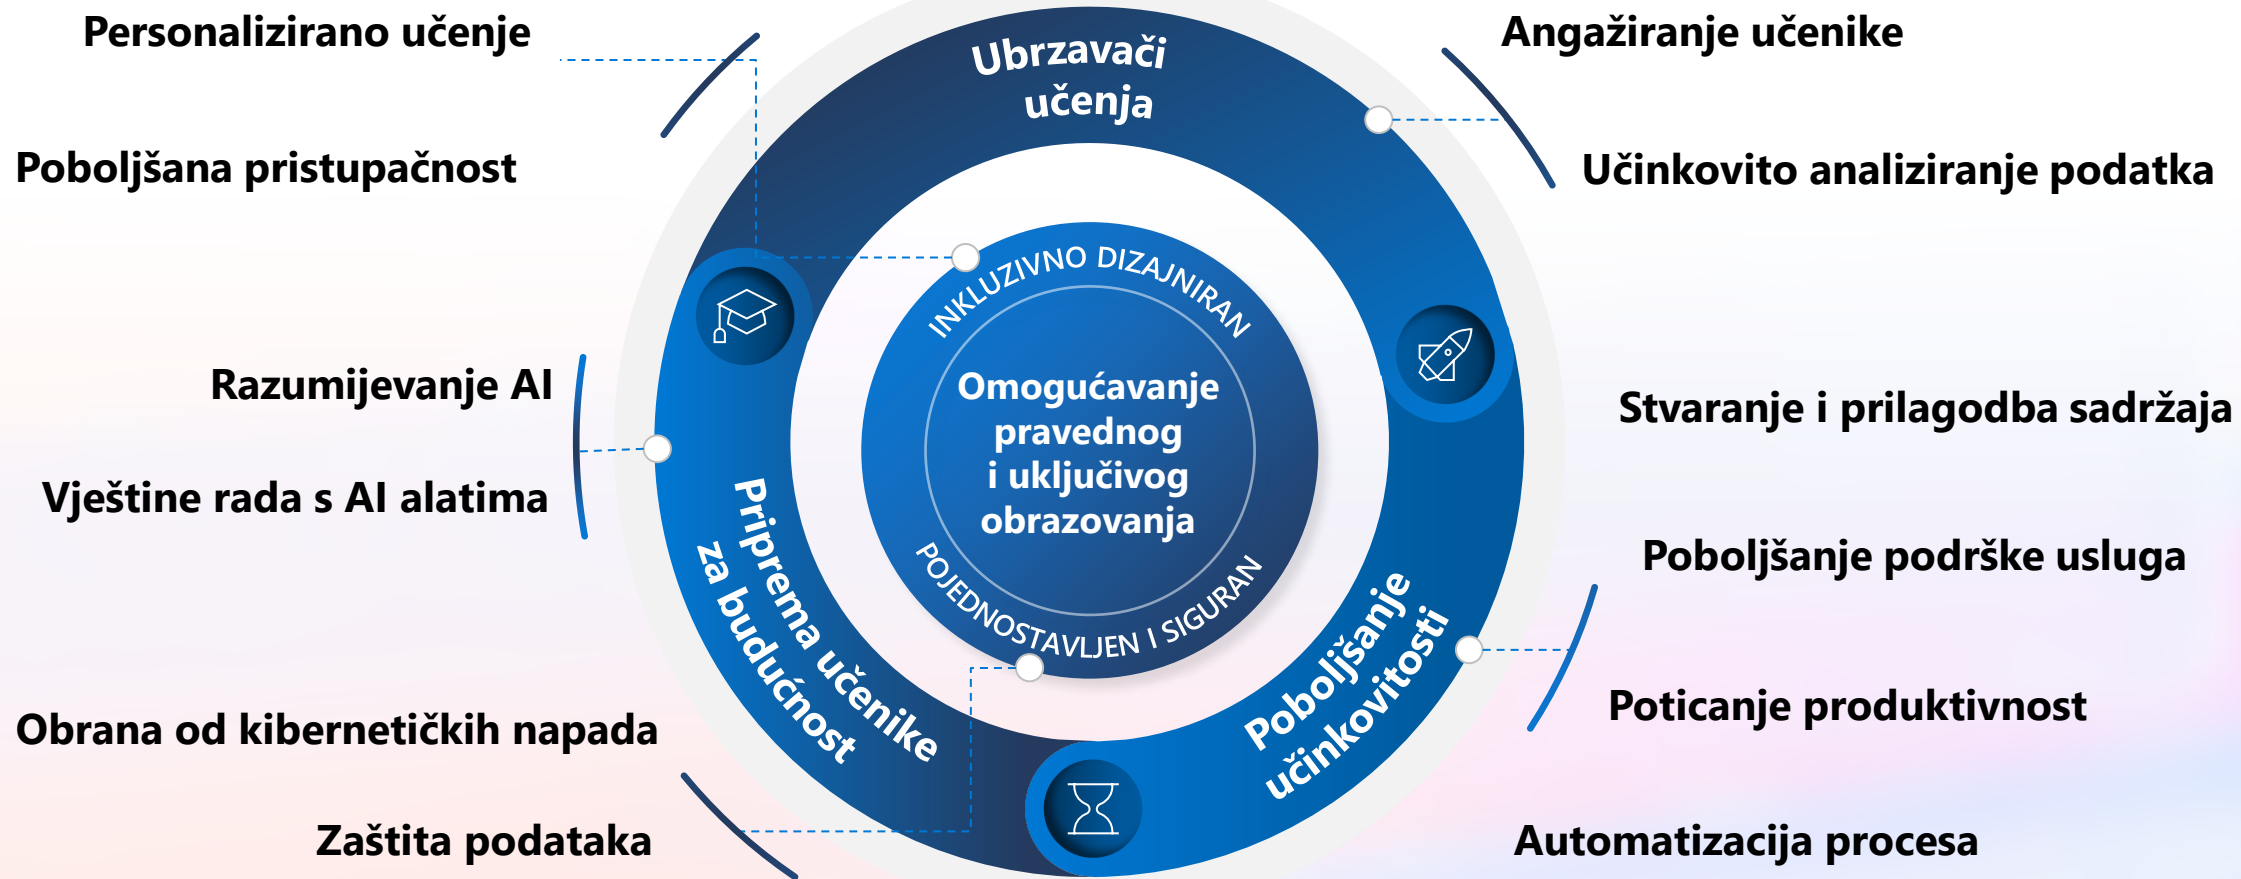 Personalizirano učenje
Poboljšana pristupačnost
Razumijevanje AI
Vještine rada s AI alatima
Obrana od kibernetičkih napada
Zaštita podataka
Ubrzavači
učenja
INKLUZIVNO DIZAJNIRAN
Omogućavanje
pravednog
i uključivog
obrazovanja
POJEDNOSTAVLJEN I SIGURAN
Priprema učenike
za budućnost
Poboljšanje
učinkovitosti
Angažiranje učenike
Učinkovito analiziranje podatka
Stvaranje i prilagodba sadržaja
Poboljšanje podrške usluga
Poticanje produktivnost
Automatizacija procesa